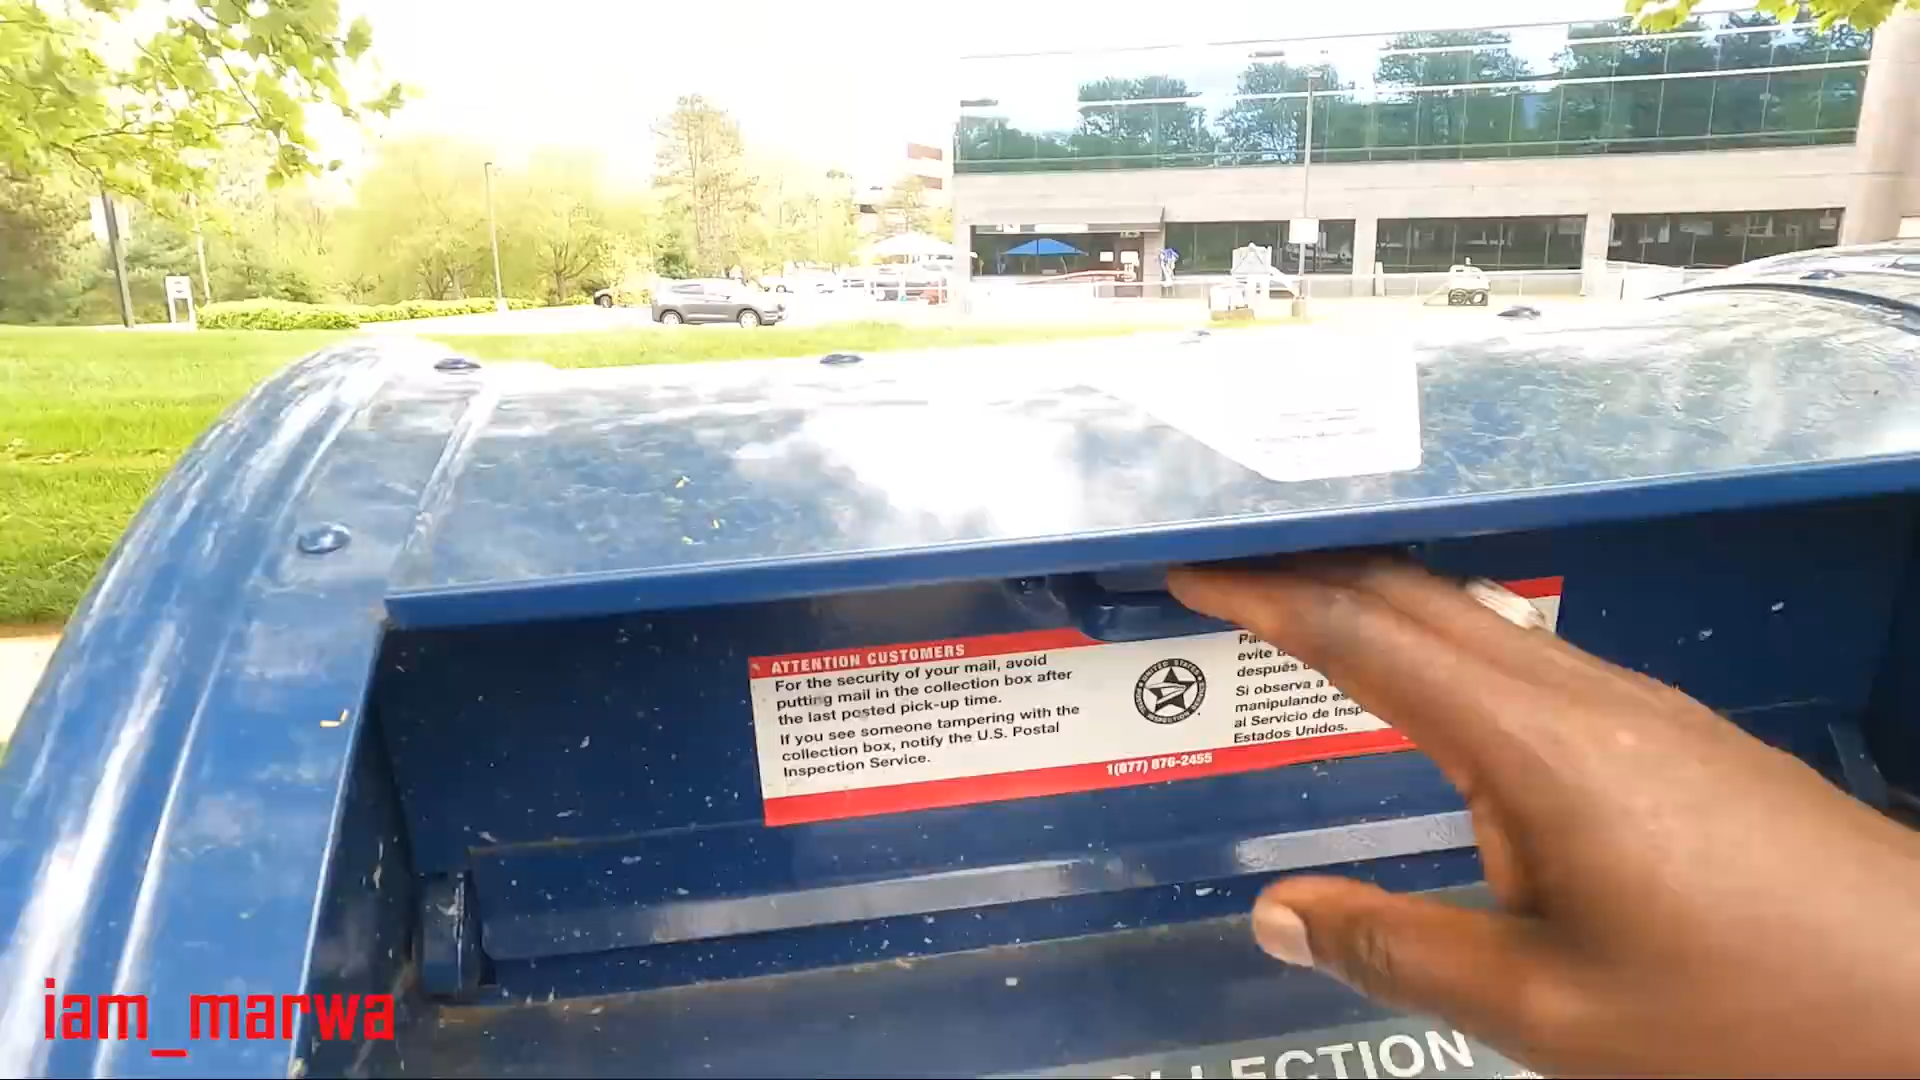 ATTENTION CUSTOMERS
For the security of your mail, avoid
putting mail in the collection box after
the last posted pick-up time.
If you see someone tampering with the
collection box, notify the U.S. Postal
Inspection Service.
evite
después
Si observa a
manipulando
al Servicio de
Estados Unidos.
1(877) 876-2455
iam_marwa